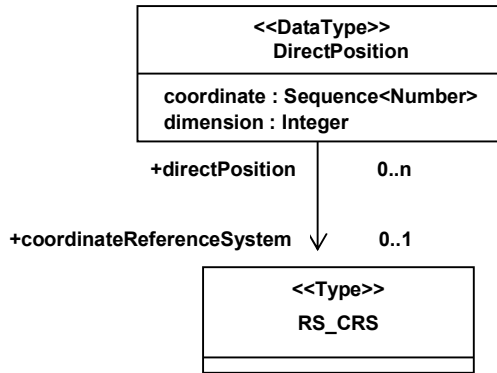 <<DataType>>
DirectPosition
coordinate : Sequence<Number>
dimension : Integer
+directPosition 0..n
+coordinateReferenceSystem 0..1
<<Type>>
RS_CRS